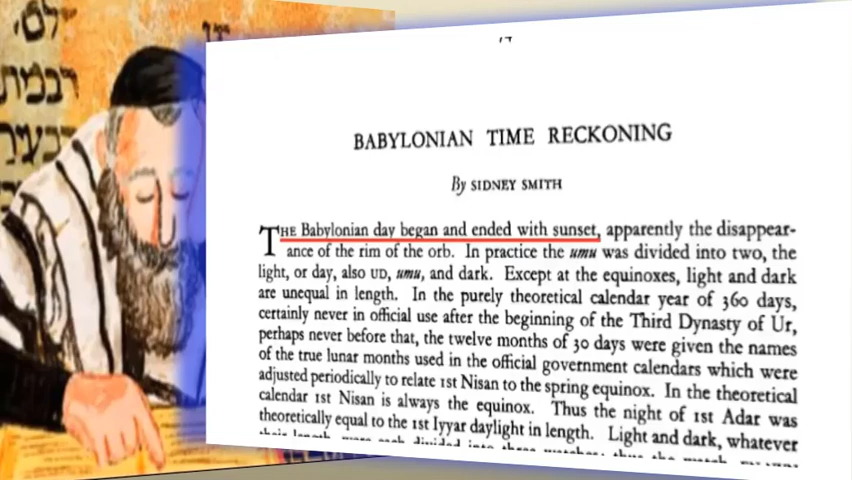 BABYLONIAN TIME RECKONING
By SIDNEY SMITH
THE Babylonian day began and ended with sunset, apparently the disappear-
ance of the rim of the orb. In practice the umu was divided into two, the
light, or day, also UD, umu, and dark. Except at the equinoxes, light and dark
are unequal in length. In the purely theoretical calendar year of 360 days,
certainly never in official use after the beginning of the Third Dynasty of Ur,
perhaps never before that, the twelve months of 30 days were given the names
of the true lunar months used in the official government calendars which were
adjusted periodically to relate 1st Nisan to the spring equinox. In the theoretical
calendar 1st Nisan is always the equinox. Thus the night of 1st Adar was
theoretically equal to the 1st Iyyar daylight in length. Light and dark, whatever